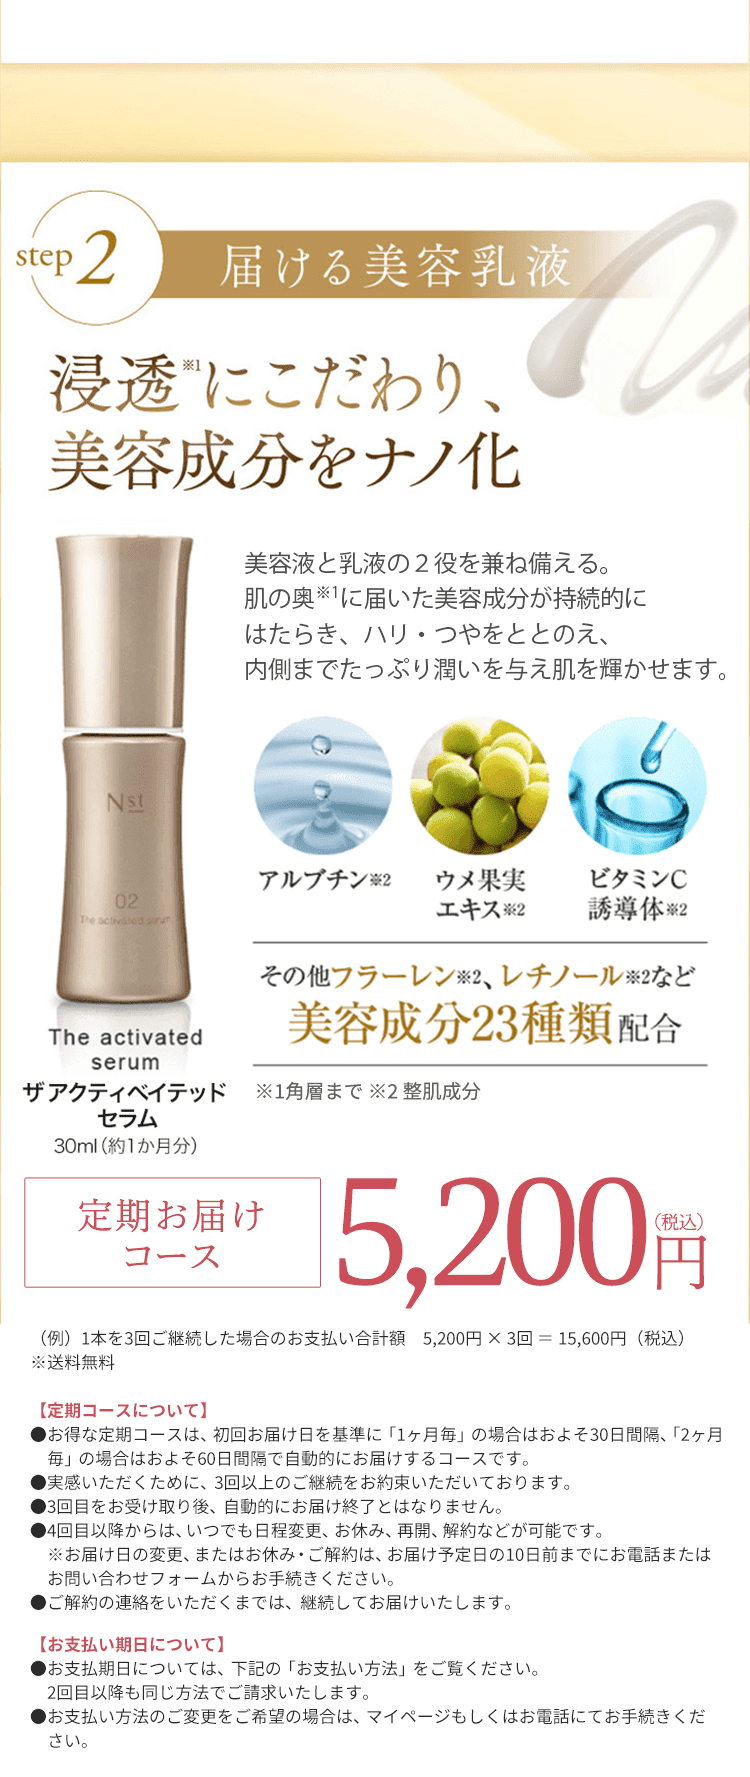 step 2
届ける美容乳液
浸透※1にこだわり、
美容成分をナノ化
美容液と乳液の２役を兼ね備える。
肌の奥※1に届いた美容成分が持続的に
はたらき、ハリ・つやをととのえ、
内側までたっぷり潤いを与え肌を輝かせます。
Nst
02
The activated serum
アルブチン※2
ウメ果実
エキス※2
ビタミンC
誘導体※2
その他フラーレン※2、レチノール※2など
美容成分23種類配合
※1角層まで ※2 整肌成分
The activated
serum
ザ アクティベイテッド
セラム
30ml（約1か月分）
定期お届け
コース
5,200円（税込）
（例）1本を3回ご継続した場合のお支払い合計額　5,200円 × 3回 ＝ 15,600円（税込）
※送料無料
【定期コースについて】
●お得な定期コースは、初回お届け日を基準に「1ヶ月毎」の場合はおよそ30日間隔、「2ヶ月
毎」の場合はおよそ60日間隔で自動的にお届けするコースです。
●実感いただくために、3回以上のご継続をお約束いただいております。
●3回目をお受け取り後、自動的にお届け終了とはなりません。
●4回目以降からは、いつでも日程変更、お休み、再開、解約などが可能です。
※お届け日の変更、またはお休み・ご解約は、お届け予定日の10日前までにお電話または
お問い合わせフォームからお手続きください。
●ご解約の連絡をいただくまでは、継続してお届けいたします。
【お支払い期日について】
●お支払期日については、下記の「お支払い方法」をご覧ください。
2回目以降も同じ方法でご請求いたします。
●お支払い方法のご変更をご希望の場合は、マイページもしくはお電話にてお手続きくだ
さい。